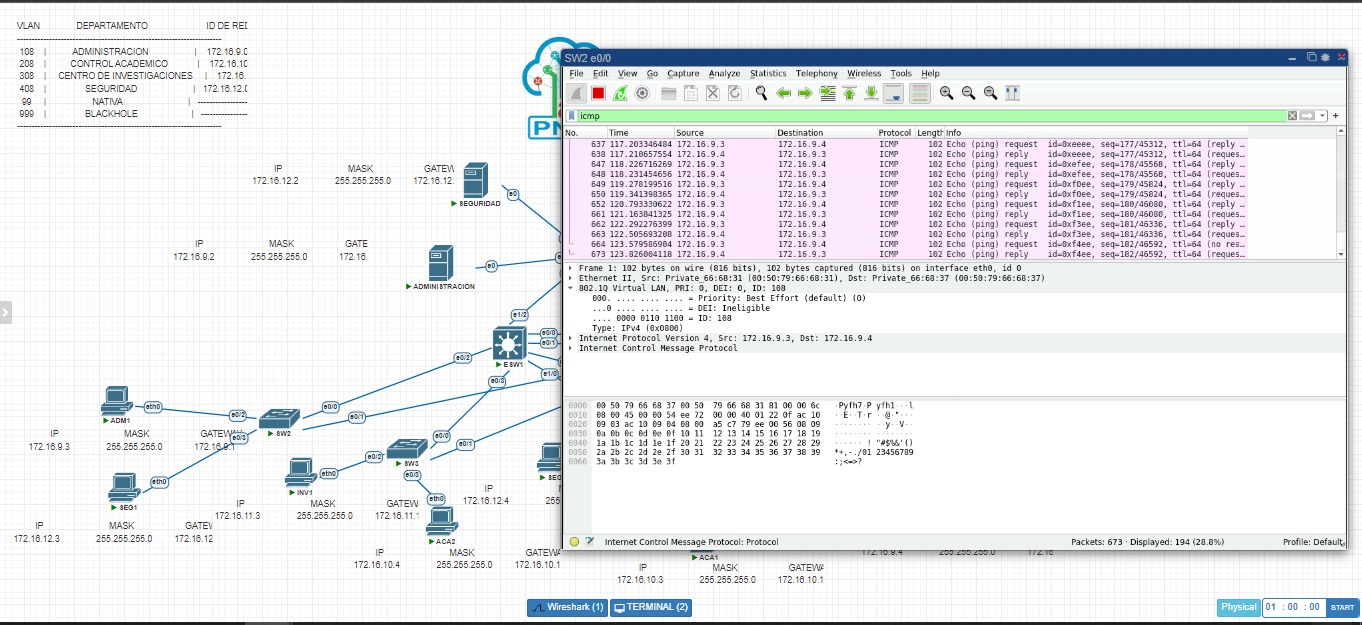 VLAN DEPARTAMENTO ID DE RED
108 | ADMINISTRACION | 172.16.9.0
208 | CONTROL ACADEMICO | 172.16.10
308 | CENTRO DE INVESTIGACIONES | 172.16.
408 | SEGURIDAD | 172.16.12.0
99 | NATIVA | ----------------
999 | BLACKHOLE | ----------------
IP MASK GATEW
172.16.12.2 255.255.255.0 172.16.12.
SEGURIDAD
e0
IP MASK GATE
172.16.9.2 255.255.255.0 172.16.
ADMINISTRACION
e0
e1/2
e0/0
e0/1
ESW1
e0/2
e0/3
e1/0
eth0
ADM1
e0/2
e0/0
e0/1
SW2
e0/3
IP MASK GATEW
172.16.9.3 255.255.255.0 172.16.9.1
eth0
SEG1
IP MASK GATEW
172.16.12.3 255.255.255.0 172.16.12
e0/0
e0/1
e0/2
SW3
e0/3
eth0
INV1
IP MASK GATEW
172.16.11.3 255.255.255.0 172.16.11.1
eth0
ACA2
IP MASK GATEWA
172.16.10.4 255.255.255.0 172.16.10.1
SEG
IP
172.16.12.4 255
PN
SW2 e0/0
File Edit View Go Capture Analyze Statistics Telephony Wireless Tools Help
icmp
No. Time Source Destination Protocol Length Info
637 117.203346484 172.16.9.3 172.16.9.4 ICMP 102 Echo (ping) request id=0xeeee, seq=177/45312, ttl=64 (reply …
638 117.210657554 172.16.9.4 172.16.9.3 ICMP 102 Echo (ping) reply id=0xeeee, seq=177/45312, ttl=64 (reques…
647 118.226716269 172.16.9.3 172.16.9.4 ICMP 102 Echo (ping) request id=0xefee, seq=178/45568, ttl=64 (reply …
648 118.231454656 172.16.9.4 172.16.9.3 ICMP 102 Echo (ping) reply id=0xefee, seq=178/45568, ttl=64 (reques…
649 119.278199516 172.16.9.3 172.16.9.4 ICMP 102 Echo (ping) request id=0xf0ee, seq=179/45824, ttl=64 (reply …
650 119.341398365 172.16.9.4 172.16.9.3 ICMP 102 Echo (ping) reply id=0xf0ee, seq=179/45824, ttl=64 (reques…
652 120.793330622 172.16.9.3 172.16.9.4 ICMP 102 Echo (ping) request id=0xf1ee, seq=180/46080, ttl=64 (reply …
661 121.163841325 172.16.9.4 172.16.9.3 ICMP 102 Echo (ping) reply id=0xf1ee, seq=180/46080, ttl=64 (reques…
662 122.292276399 172.16.9.3 172.16.9.4 ICMP 102 Echo (ping) request id=0xf3ee, seq=181/46336, ttl=64 (reply …
663 122.505693208 172.16.9.4 172.16.9.3 ICMP 102 Echo (ping) reply id=0xf3ee, seq=181/46336, ttl=64 (reques…
664 123.579586904 172.16.9.3 172.16.9.4 ICMP 102 Echo (ping) request id=0xf4ee, seq=182/46592, ttl=64 (no res…
673 123.826004118 172.16.9.4 172.16.9.3 ICMP 102 Echo (ping) reply id=0xf4ee, seq=182/46592, ttl=64 (reques…
Frame 1: 102 bytes on wire (816 bits), 102 bytes captured (816 bits) on interface eth0, id 0
Ethernet II, Src: Private_66:68:31 (00:50:79:66:68:31), Dst: Private_66:68:37 (00:50:79:66:68:37)
802.1Q Virtual LAN, PRI: 0, DEI: 0, ID: 108
000. .... .... .... = Priority: Best Effort (default) (0)
...0 .... .... .... = DEI: Ineligible
.... 0000 0110 1100 = ID: 108
Type: IPv4 (0x0800)
Internet Protocol Version 4, Src: 172.16.9.3, Dst: 172.16.9.4
Internet Control Message Protocol
0000 00 50 79 66 68 37 00 50 79 66 68 31 81 00 00 6c ·Pyfh7·P yfh1···l
0010 08 00 45 00 00 54 ee 72 00 00 40 01 22 0f ac 10 ··E··T·r ··@·"···
0020 09 03 ac 10 09 04 08 00 a5 c7 79 ee 00 56 08 09 ········ ··y··V··
0030 0a 0b 0c 0d 0e 0f 10 11 12 13 14 15 16 17 18 19
0040 1a 1b 1c 1d 1e 1f 20 21 22 23 24 25 26 27 28 29 ······ ! "#$%&'()
0050 2a 2b 2c 2d 2e 2f 30 31 32 33 34 35 36 37 38 39 *+,-./01 23456789
0060 3a 3b 3c 3d 3e 3f :;<=>?
Internet Control Message Protocol: Protocol Packets: 673 · Displayed: 194 (28.8%) Profile: Default
172.16.9.4 255.255.255.0 172.16
ACA1
IP MASK GATEWA
172.16.10.3 255.255.255.0 172.16.10.1
Wireshark (1) TERMINAL (2)
Physical 01 : 00 : 00 START